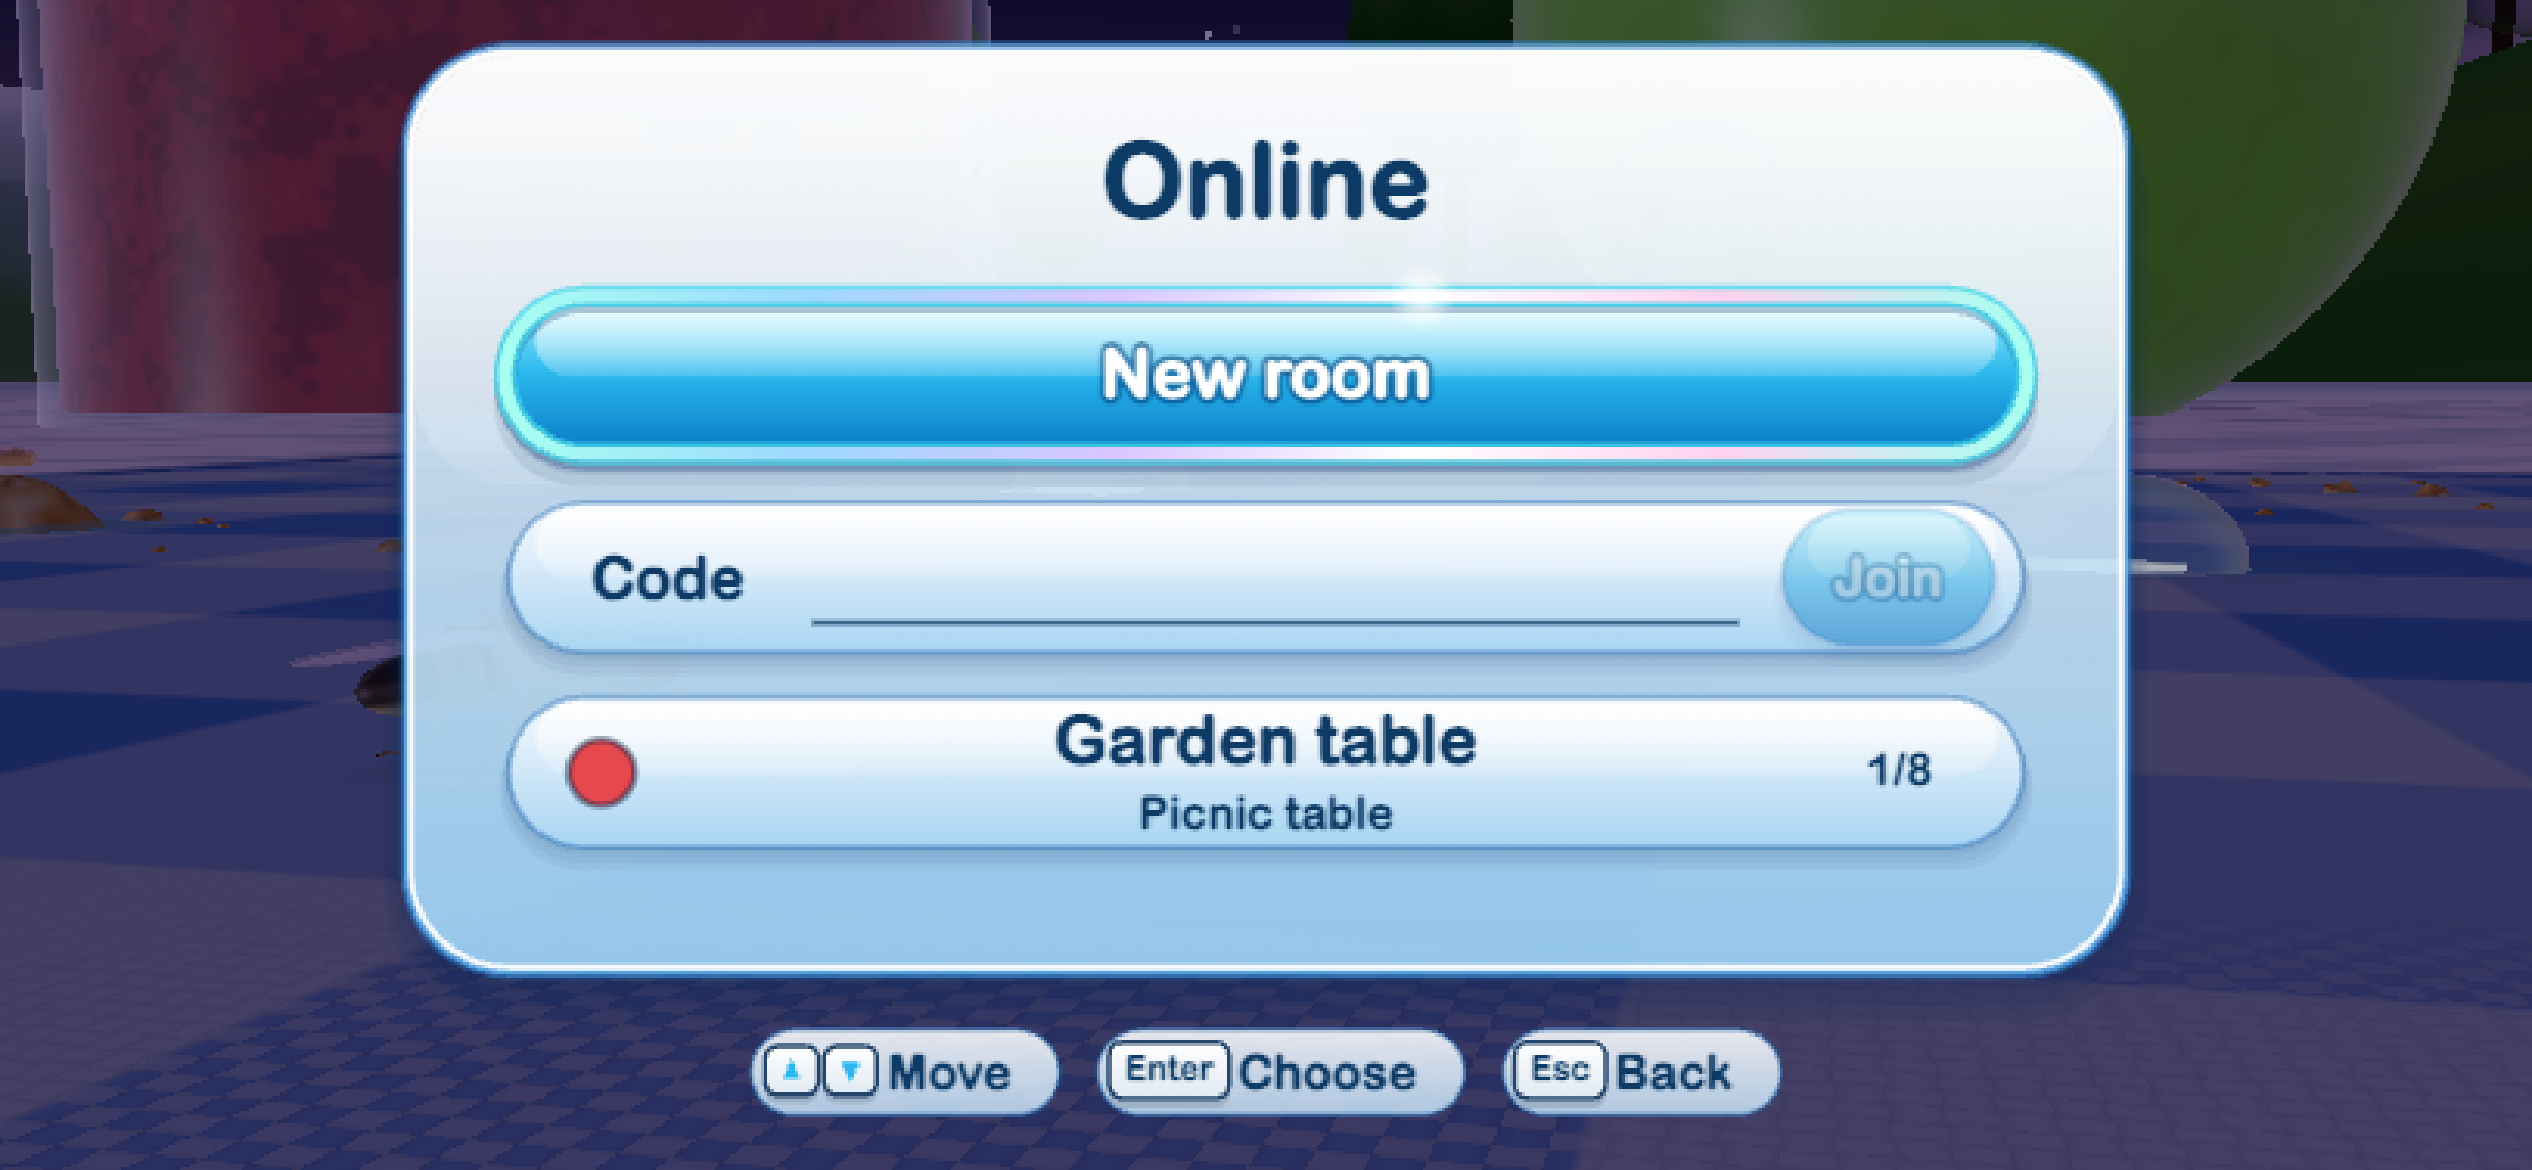 Online
New room
Code
Join
Garden table
Picnic table
1/8
Move
Enter Choose
Esc Back